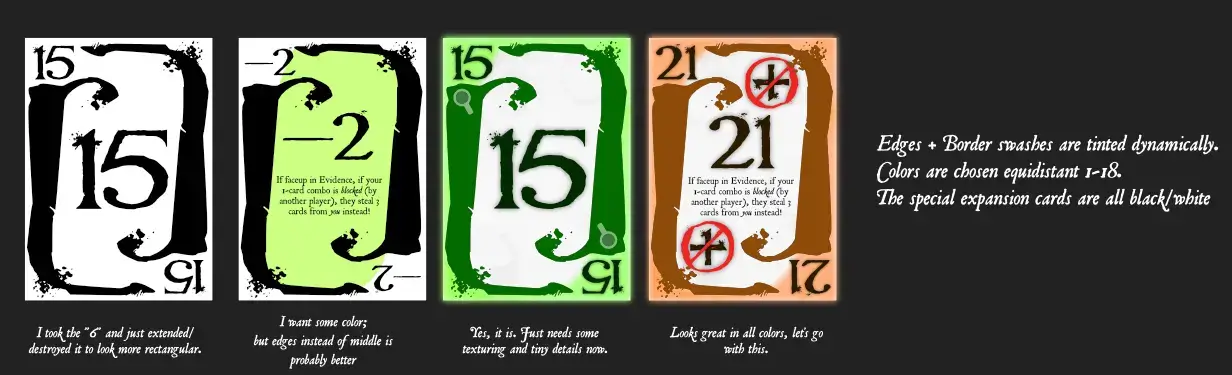 15
15
15
I took the "6" and just extended/
destroyed it to look more rectangular.
—2
—2
If faceup in Evidence, if your
1-card combo is blocked (by
another player), they steal 3
cards from you instead!
—2
I want some color;
but edges instead of middle is
probably better
15
15
15
Yes, it is. Just needs some
texturing and tiny details now.
21
+
21
If faceup in Evidence, if your
1-card combo is blocked (by
another player), they steal 3
cards from you instead!
+
21
Looks great in all colors, let's go
with this.
Edges + Border swashes are tinted dynamically.
Colors are chosen equidistant 1-18.
The special expansion cards are all black/white